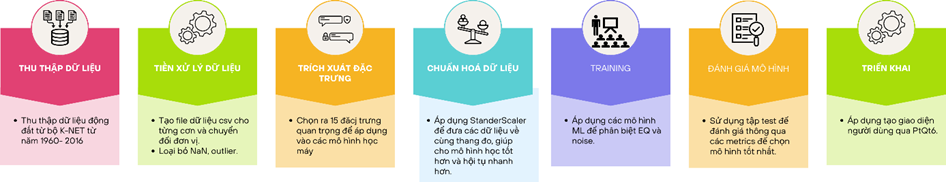 THU THẬP DỮ LIỆU
Thu thập dữ liệu động
đất từ bộ K-NET từ
năm 1960- 2016
TIỀN XỬ LÝ DỮ LIỆU
Tạo file dữ liệu csv cho
từng cơn và chuyển
đổi đơn vị.
Loại bỏ NaN, outlier.
TRÍCH XUẤT ĐẶC
TRƯNG
Chọn ra 15 đăcj trưng
quan trọng để áp dụng
vào các mô hình học
máy
CHUẨN HOÁ DỮ LIỆU
Áp dụng StanderScaler
để đưa các dữ liệu về
cùng thang đo, giúp
cho mô hình học tốt
hơn và hội tụ nhanh
hơn.
TRAINING
Áp dụng các mô hình
ML để phân biệt EQ và
noise.
ĐÁNH GIÁ MÔ HÌNH
Sử dụng tập test để
đánh giá thông qua
các metrics để chọn
mô hình tốt nhất.
TRIỂN KHAI
Áp dụng tạo giao diện
người dùng qua PtQt6.